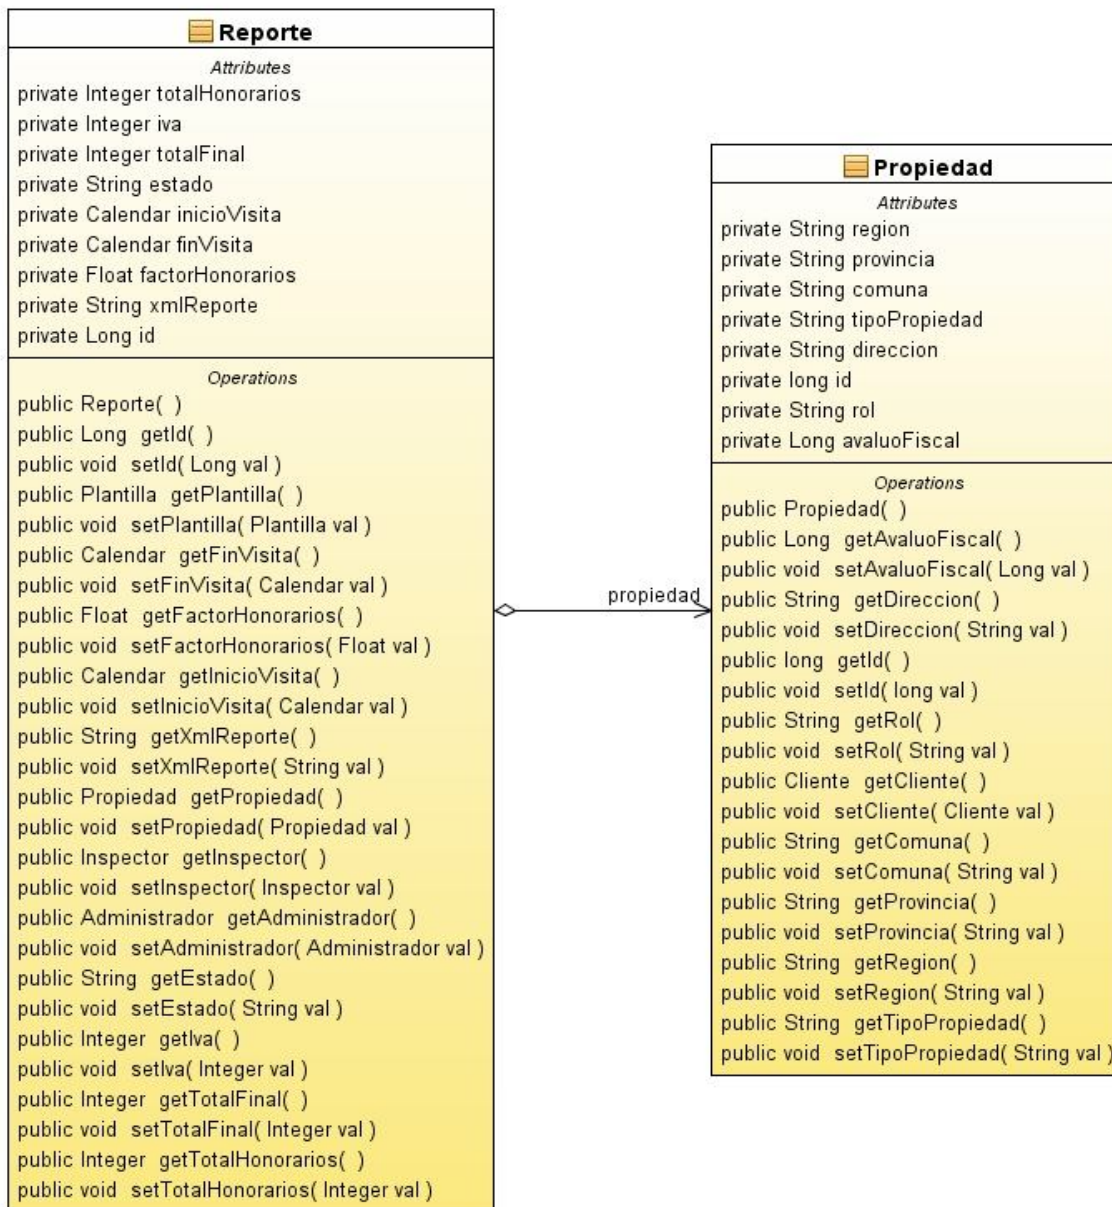 Reporte
Attributes
private Integer totalHonorarios
private Integer iva
private Integer totalFinal
private String estado
private Calendar inicioVisita
private Calendar finVisita
private Float factorHonorarios
private String xmlReporte
private Long id
Operations
public Reporte( )
public Long getId( )
public void setId( Long val )
public Plantilla getPlantilla( )
public void setPlantilla( Plantilla val )
public Calendar getFinVisita( )
public void setFinVisita( Calendar val )
public Float getFactorHonorarios( )
public void setFactorHonorarios( Float val )
public Calendar getInicioVisita( )
public void setInicioVisita( Calendar val )
public String getXmlReporte( )
public void setXmlReporte( String val )
public Propiedad getPropiedad( )
public void setPropiedad( Propiedad val )
public Inspector getInspector( )
public void setInspector( Inspector val )
public Administrador getAdministrador( )
public void setAdministrador( Administrador val )
public String getEstado( )
public void setEstado( String val )
public Integer getIva( )
public void setIva( Integer val )
public Integer getTotalFinal( )
public void setTotalFinal( Integer val )
public Integer getTotalHonorarios( )
public void setTotalHonorarios( Integer val )
propiedad
Propiedad
Attributes
private String region
private String provincia
private String comuna
private String tipoPropiedad
private String direccion
private long id
private String rol
private Long avaluoFiscal
Operations
public Propiedad( )
public Long getAvaluoFiscal( )
public void setAvaluoFiscal( Long val )
public String getDireccion( )
public void setDireccion( String val )
public long getId( )
public void setId( long val )
public String getRol( )
public void setRol( String val )
public Cliente getCliente( )
public void setCliente( Cliente val )
public String getComuna( )
public void setComuna( String val )
public String getProvincia( )
public void setProvincia( String val )
public String getRegion( )
public void setRegion( String val )
public String getTipoPropiedad( )
public void setTipoPropiedad( String val )